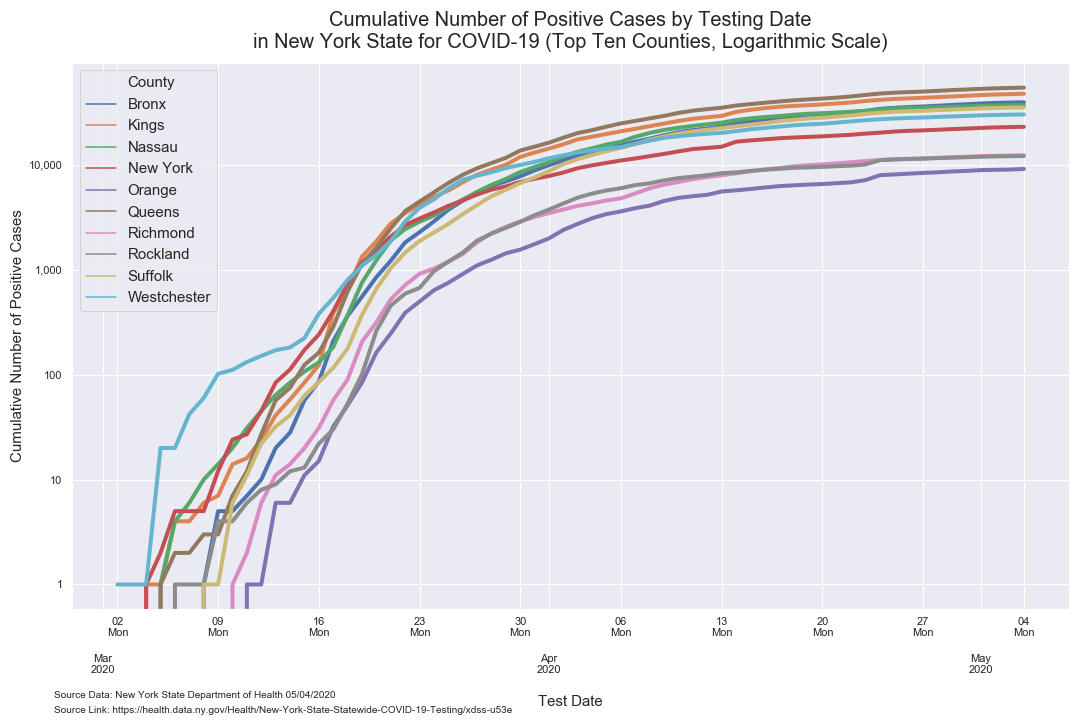 Cumulative Number of Positive Cases by Testing Date
in New York State for COVID-19 (Top Ten Counties, Logarithmic Scale)
County
Bronx
Kings
Nassau
New York
Orange
Queens
Richmond
Rockland
Suffolk
Westchester
Cumulative Number of Positive Cases
10,000
1,000
100
10
1
02 09 16 23 30 06 13 20 27 04
Mon Mon Mon Mon Mon Mon Mon Mon Mon Mon
Mar Apr May
2020 2020 2020
Test Date
Source Data: New York State Department of Health 05/04/2020
Source Link: https://health.data.ny.gov/Health/New-York-State-Statewide-COVID-19-Testing/xdss-u53e